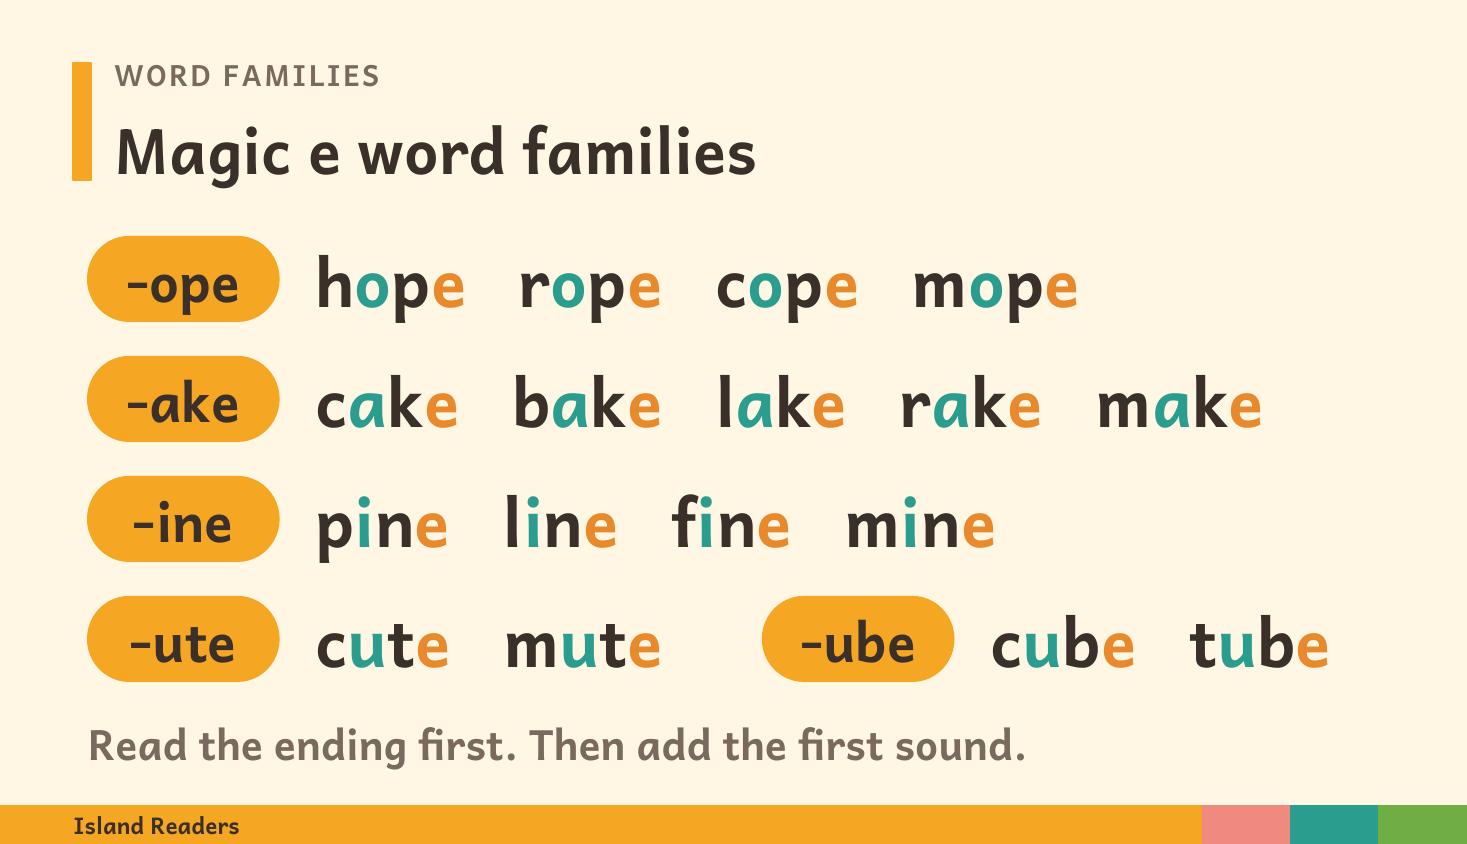 WORD FAMILIES
Magic e word families
-ope hope rope cope mope
-ake cake bake lake rake make
-ine pine line fine mine
-ute cute mute -ube cube tube
Read the ending first. Then add the first sound.
Island Readers